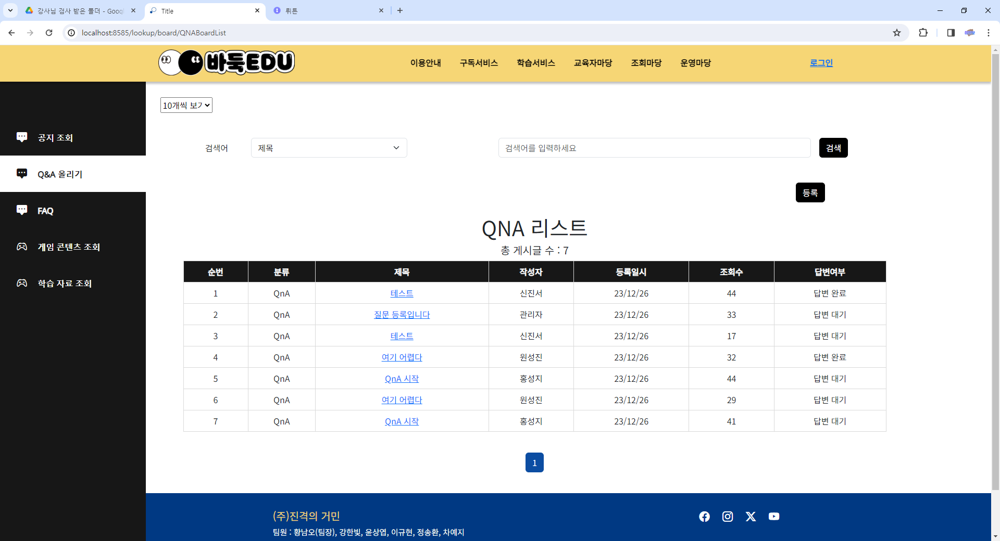 강사님 검사 받은 폴더 - Goog
Title
뤼튼
localhost:8585/lookup/board/QNABoardList
바둑EDU
이용안내 구독서비스 학습서비스 교육자마당 조회마당 운영마당 로그인
10개씩 보기
공지 조회
Q&A 올리기
FAQ
게임 콘텐츠 조회
학습 자료 조회
검색어 제목 검색어를 입력하세요 검색
등록
QNA 리스트
총 게시글 수 : 7
순번 분류 제목 작성자 등록일시 조회수 답변여부
1 QnA 테스트 신진서 23/12/26 44 답변 완료
2 QnA 질문 등록입니다 관리자 23/12/26 33 답변 대기
3 QnA 테스트 신진서 23/12/26 17 답변 대기
4 QnA 여기 어렵다 원성진 23/12/26 32 답변 완료
5 QnA QnA 시작 홍성지 23/12/26 44 답변 대기
6 QnA 여기 어렵다 원성진 23/12/26 29 답변 대기
7 QnA QnA 시작 홍성지 23/12/26 41 답변 대기
1
(주)진격의 거민
팀원 : 황남오(팀장), 강한빛, 윤상엽, 이규현, 정송환, 차예지